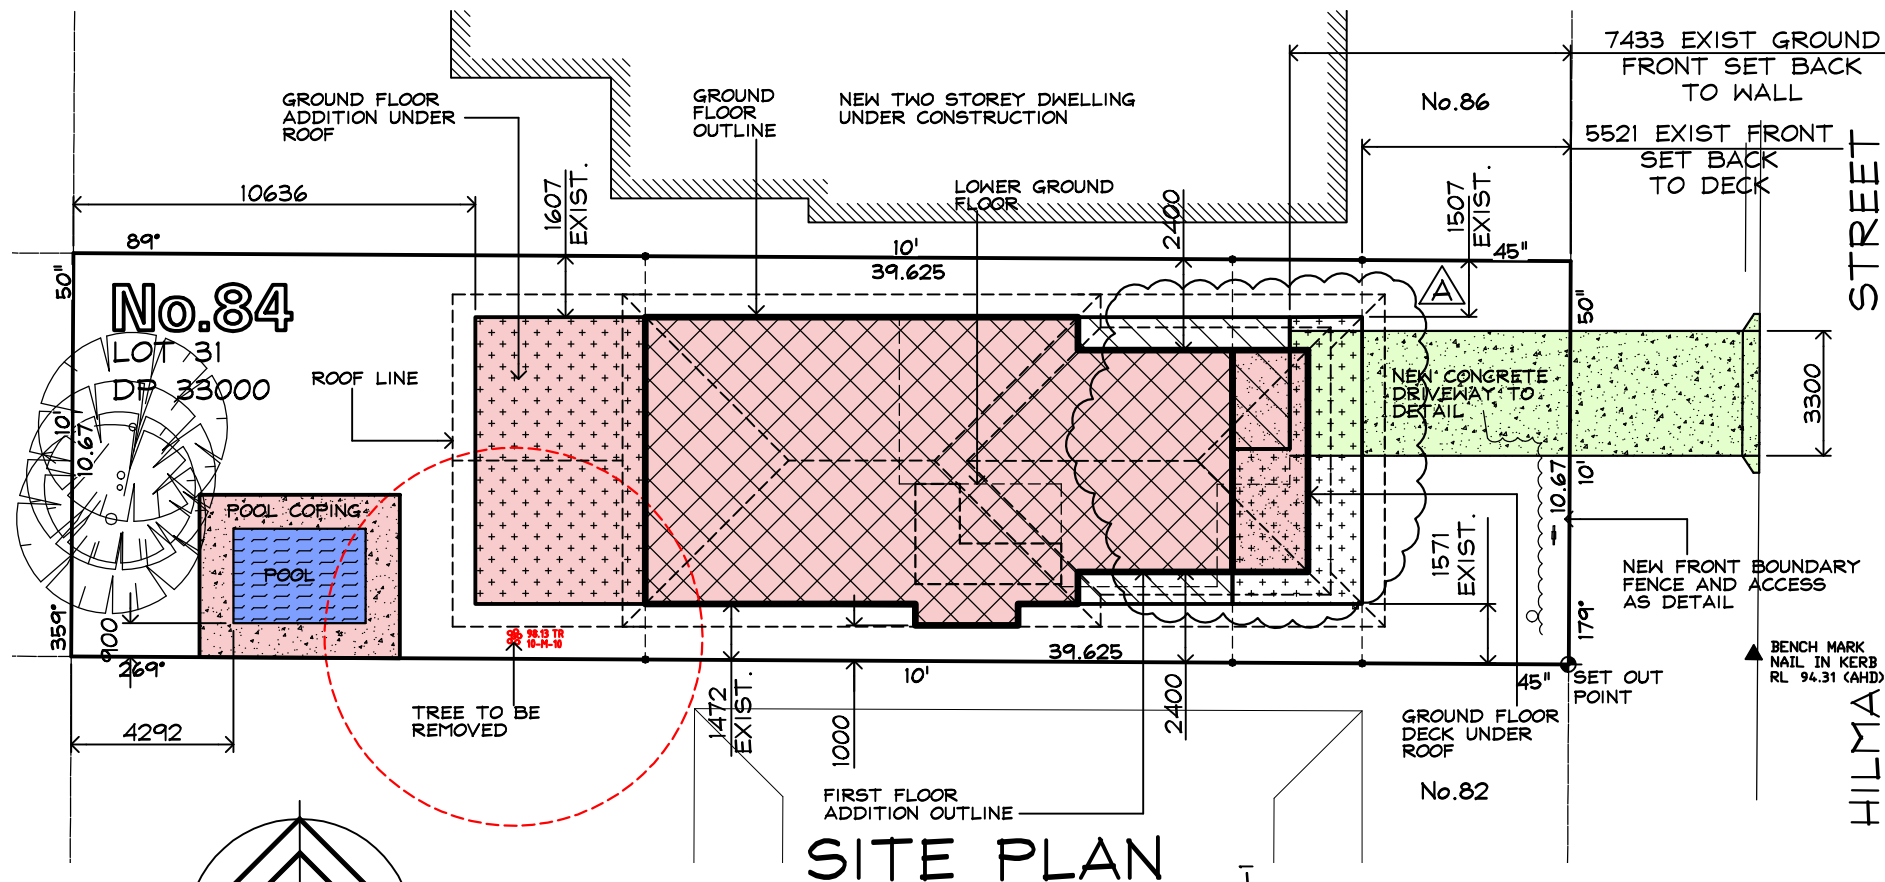 7433 EXIST GROUND
FRONT SET BACK
TO WALL
GROUND FLOOR
ADDITION UNDER
ROOF
GROUND
FLOOR
OUTLINE
NEW TWO STOREY DWELLING
UNDER CONSTRUCTION
No.86
5521 EXIST FRONT
SET BACK
TO DECK
STREET
10636
1607
EXIST.
LOWER GROUND
FLOOR
2400
1507
EXIST.
89°
10'
39.625
45"
50"
No.84
LOT 31
DP 33000
A
50"
ROOF LINE
NEW CONCRETE
DRIVEWAY TO
DETAIL
3300
10'
10.67
10.67
10'
POOL COPING
POOL
1571
EXIST.
NEW FRONT BOUNDARY
FENCE AND ACCESS
AS DETAIL
359°
900
269°
98.13 TR
10-M-10
179°
39.625
10'
45"
BENCH MARK
NAIL IN KERB
RL 94.31 (AHD)
SET OUT
POINT
TREE TO BE
REMOVED
4292
1472
EXIST.
1000
2400
GROUND FLOOR
DECK UNDER
ROOF
FIRST FLOOR
ADDITION OUTLINE
No.82
HILMA
SITE PLAN